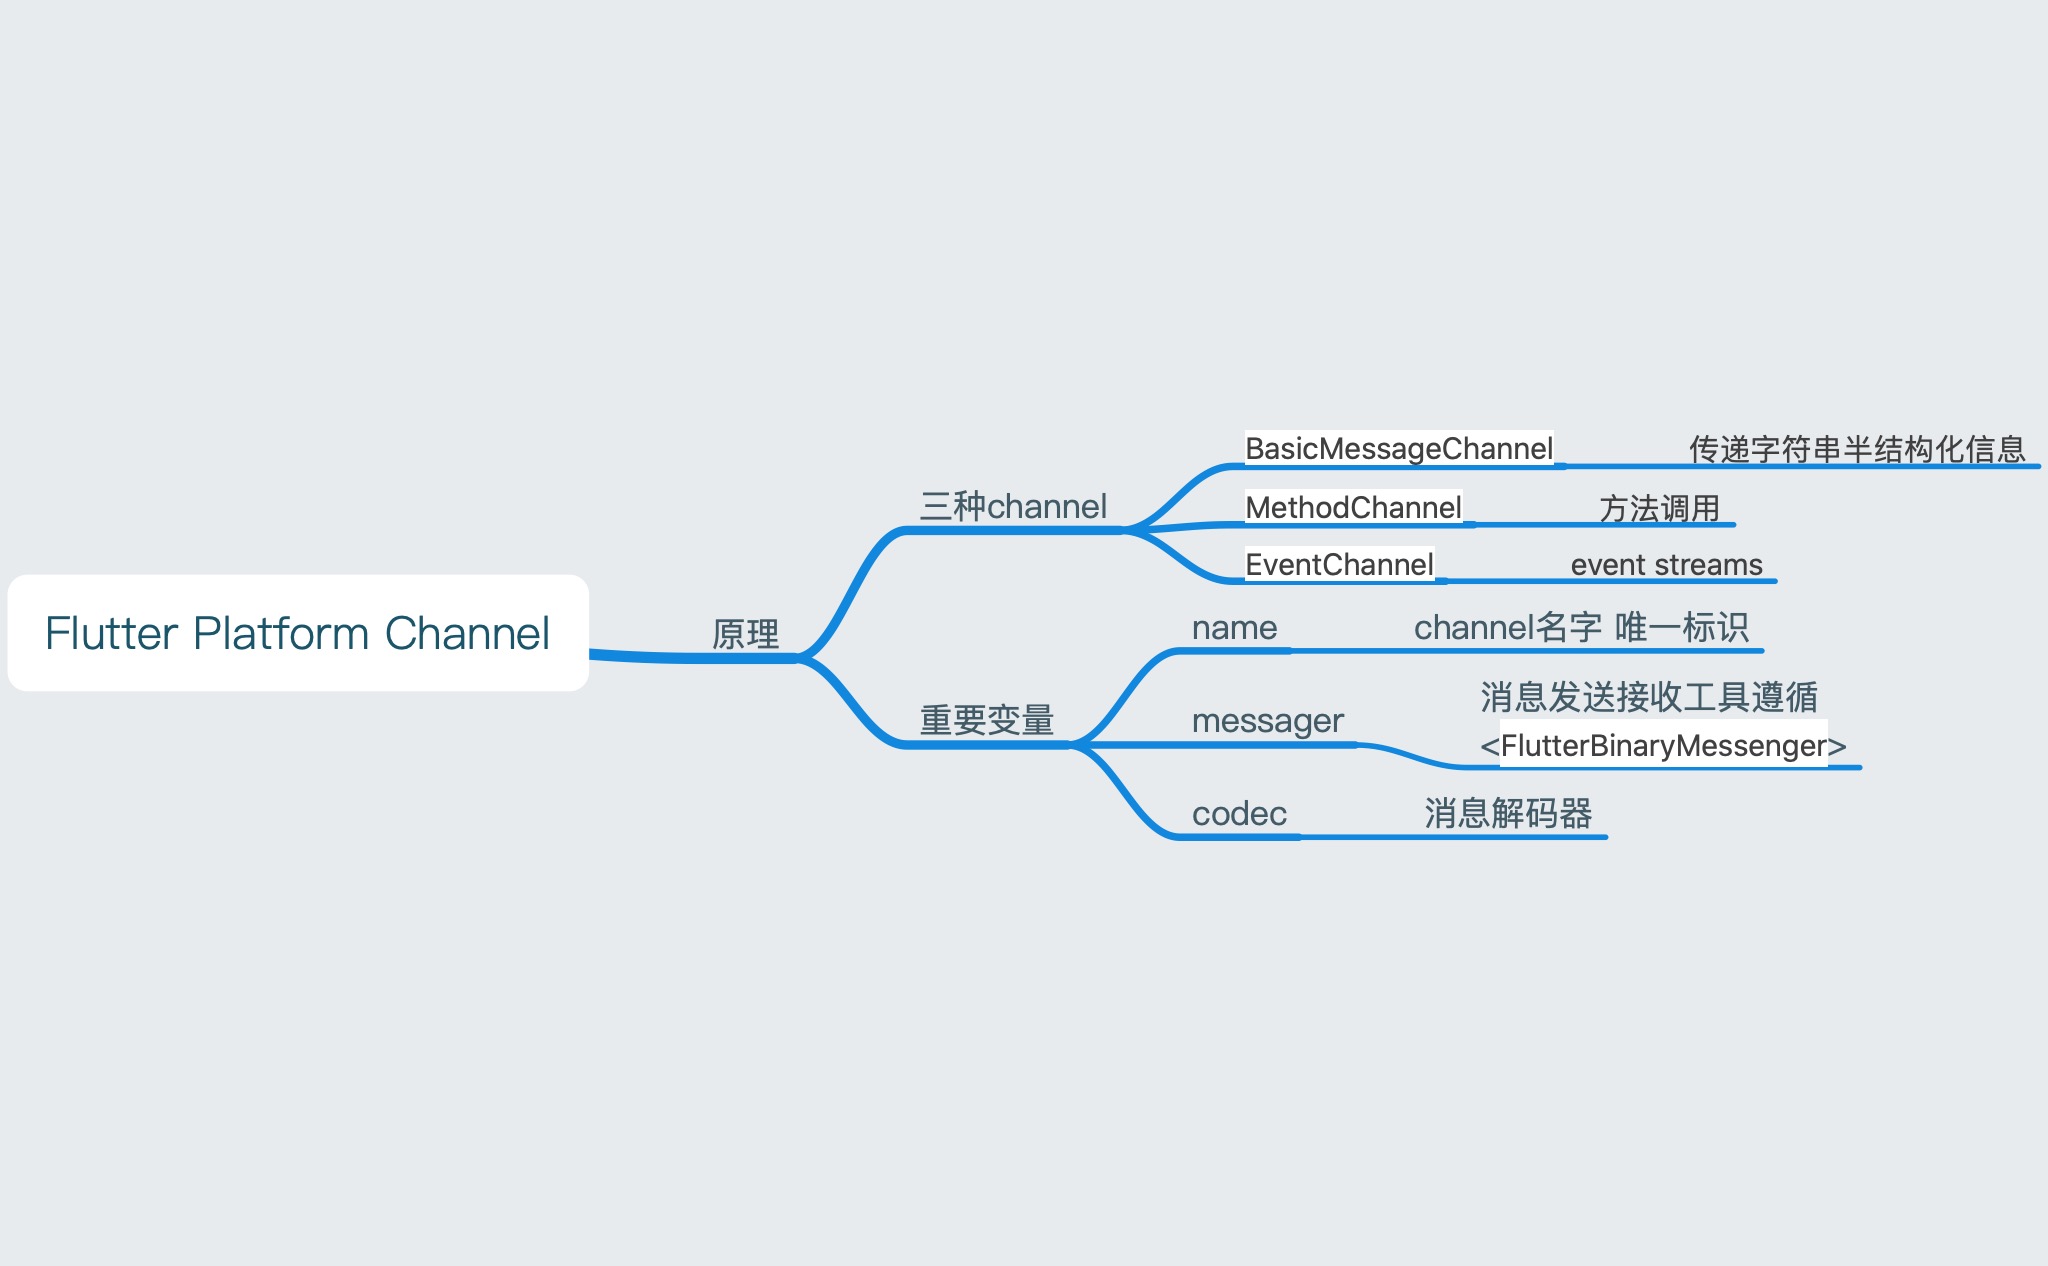 Flutter Platform Channel
原理
三种channel
BasicMessageChannel
传递字符串半结构化信息
MethodChannel
方法调用
EventChannel
event streams
重要变量
name
channel名字 唯一标识
messager
消息发送接收工具遵循
<FlutterBinaryMessenger>
codec
消息解码器